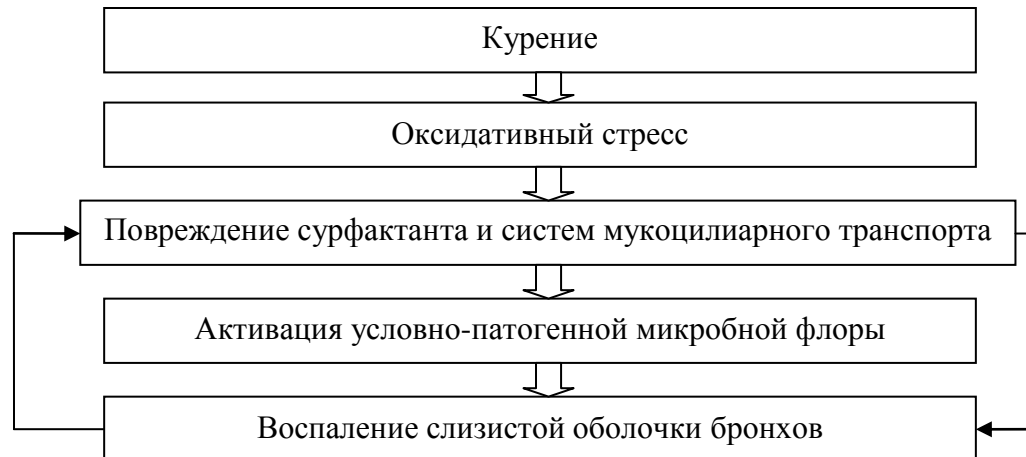 Курение
Оксидативный стресс
Повреждение сурфактанта и систем мукоцилиарного транспорта
Активация условно-патогенной микробной флоры
Воспаление слизистой оболочки бронхов